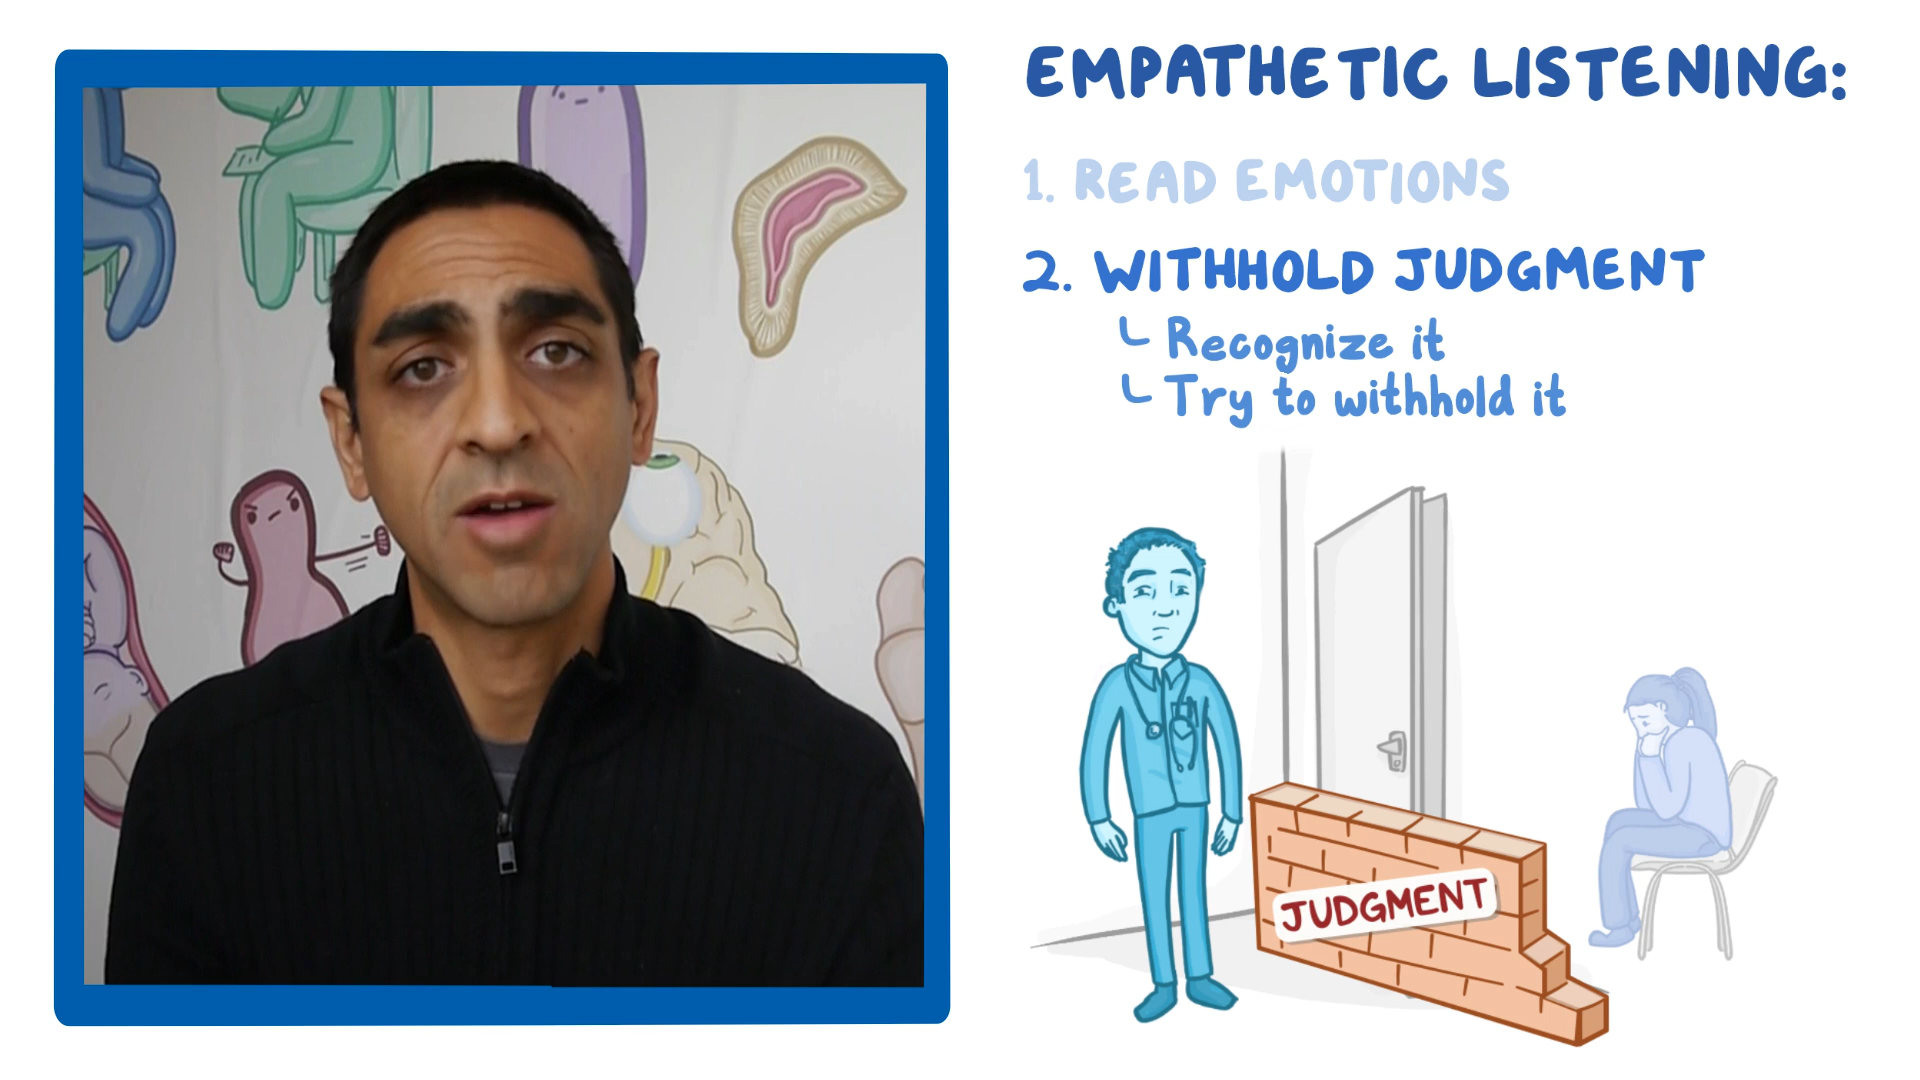 EMPATHETIC LISTENING:
1. READ EMOTIONS
2. WITHHOLD JUDGMENT
Recognize it
Try to withhold it
JUDGMENT